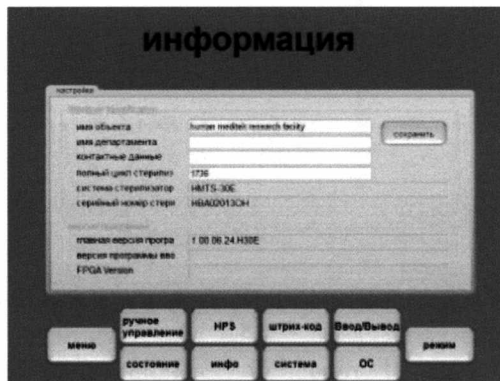 информация
настройки
имя объекта human meditek research facility
сохранить
имя департамента
контактные данные
полный цикл стерилиз 1736
система стерилизатор HMTS-30E
серийный номер стери HBA02013OH
главная версия програ 1.00.06.24.H30E
версия программы вво
FPGA Version
меню
ручное управление
HPS
штрих-код
Ввод/Вывод
режим
состояние
инфо
система
ОС